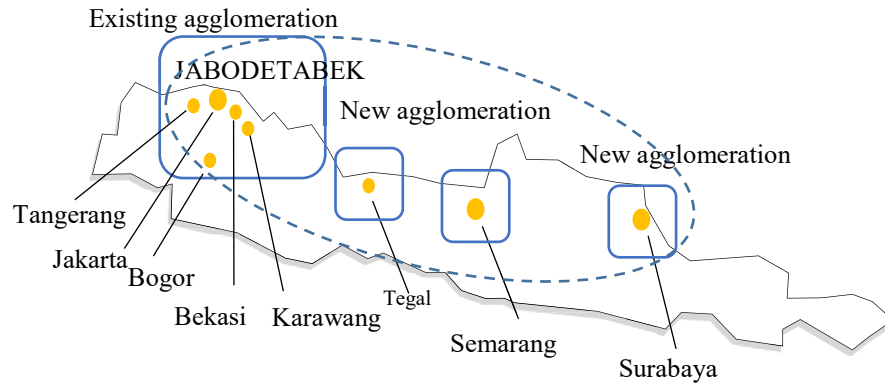 Existing agglomeration
JABODETABEK
New agglomeration
New agglomeration
Tangerang
Jakarta
Bogor
Bekasi
Karawang
Tegal
Semarang
Surabaya